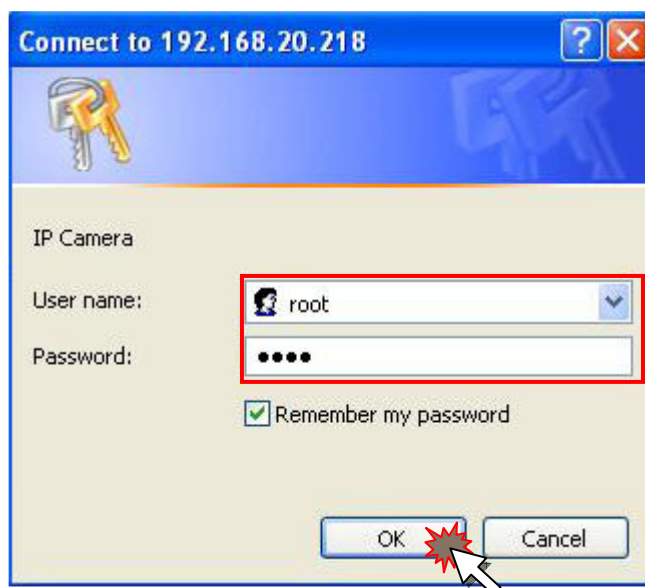 Connect to 192.168.20.218
IP Camera
User name: root
Password: ••••
Remember my password
OK Cancel